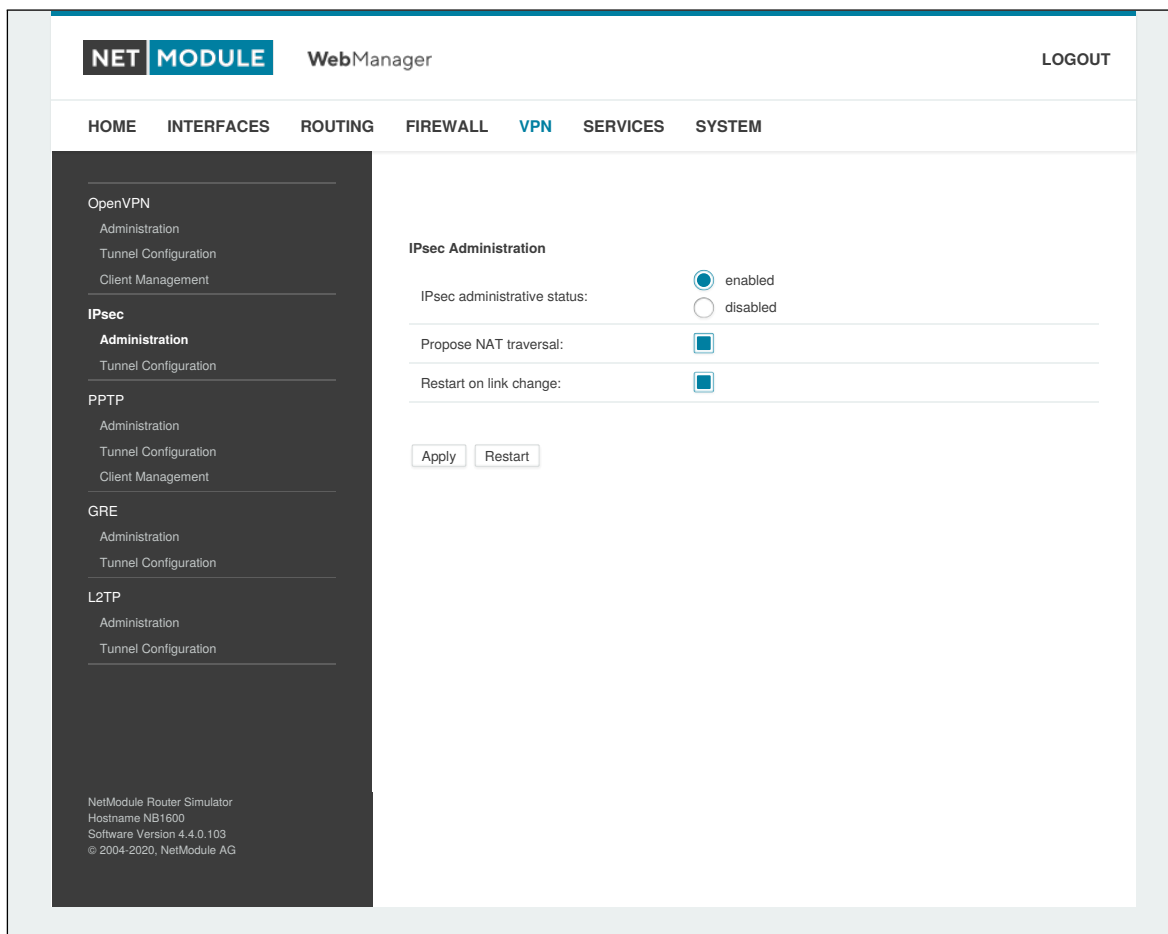 NET MODULE WebManager LOGOUT
HOME INTERFACES ROUTING FIREWALL VPN SERVICES SYSTEM
OpenVPN
Administration
Tunnel Configuration
Client Management
IPsec
Administration
Tunnel Configuration
PPTP
Administration
Tunnel Configuration
Client Management
GRE
Administration
Tunnel Configuration
L2TP
Administration
Tunnel Configuration
NetModule Router Simulator
Hostname NB1600
Software Version 4.4.0.103
© 2004-2020, NetModule AG
IPsec Administration
IPsec administrative status:
enabled
disabled
Propose NAT traversal:
Restart on link change:
Apply Restart